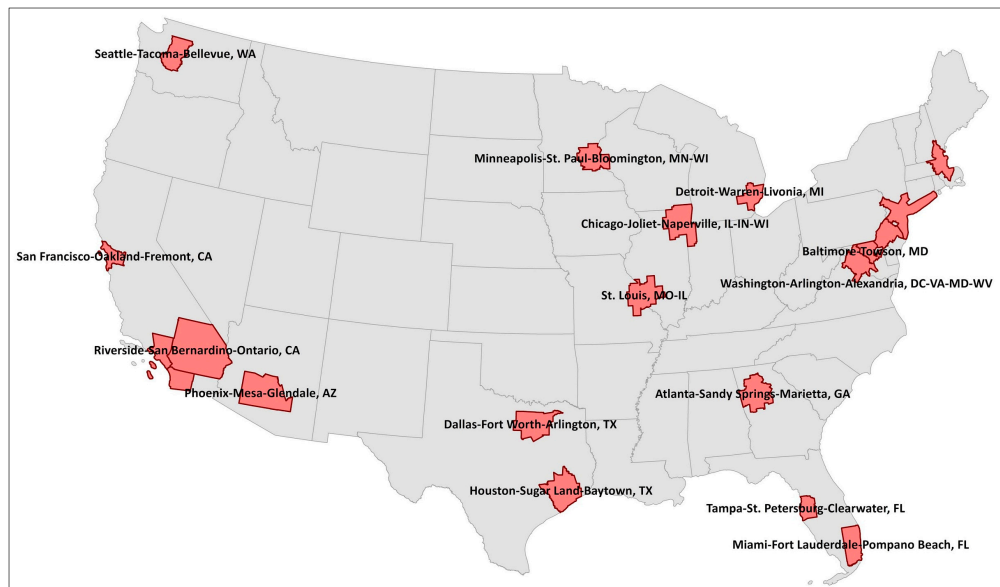 Seattle-Tacoma-Bellevue, WA
Minneapolis-St. Paul-Bloomington, MN-WI
Detroit-Warren-Livonia, MI
Chicago-Joliet-Naperville, IL-IN-WI
San Francisco-Oakland-Fremont, CA
Baltimore-Towson, MD
Washington-Arlington-Alexandria, DC-VA-MD-WV
St. Louis, MO-IL
Riverside-San Bernardino-Ontario, CA
Phoenix-Mesa-Glendale, AZ
Atlanta-Sandy Springs-Marietta, GA
Dallas-Fort Worth-Arlington, TX
Houston-Sugar Land-Baytown, TX
Tampa-St. Petersburg-Clearwater, FL
Miami-Fort Lauderdale-Pompano Beach, FL